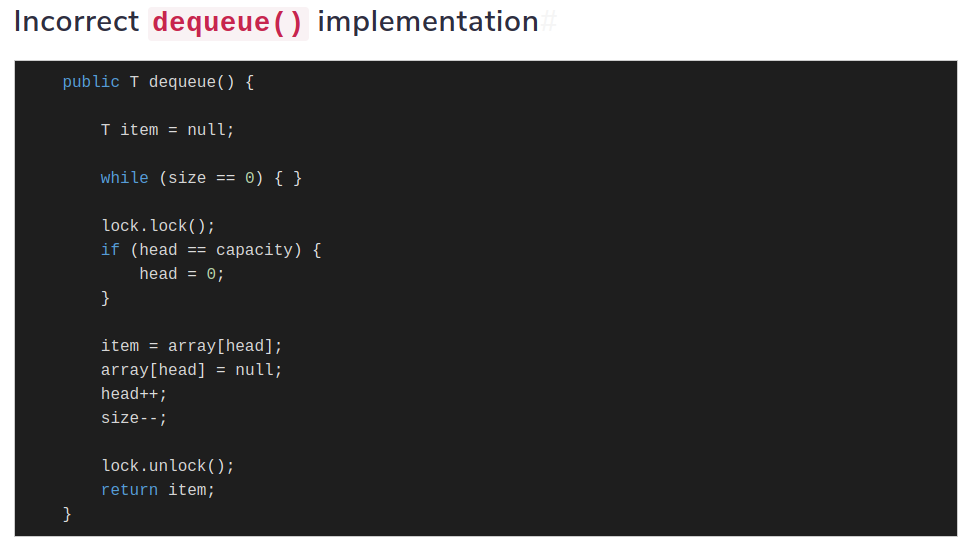 Incorrect dequeue() implementation#
public T dequeue() {
T item = null;
while (size == 0) { }
lock.lock();
if (head == capacity) {
head = 0;
}
item = array[head];
array[head] = null;
head++;
size--;
lock.unlock();
return item;
}